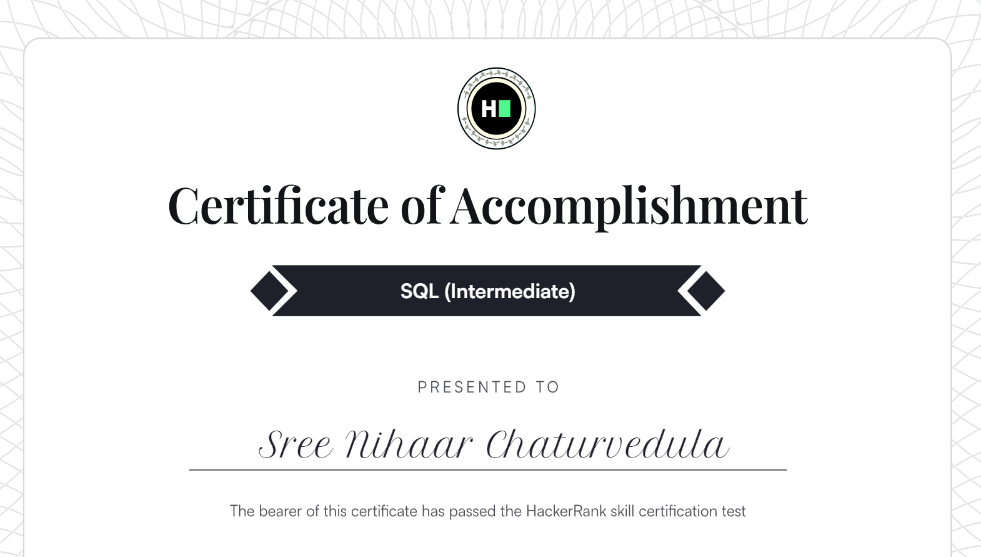 H
Certificate of Accomplishment
SQL (Intermediate)
PRESENTED TO
Sree Nihaar Chaturvedula
The bearer of this certificate has passed the HackerRank skill certification test